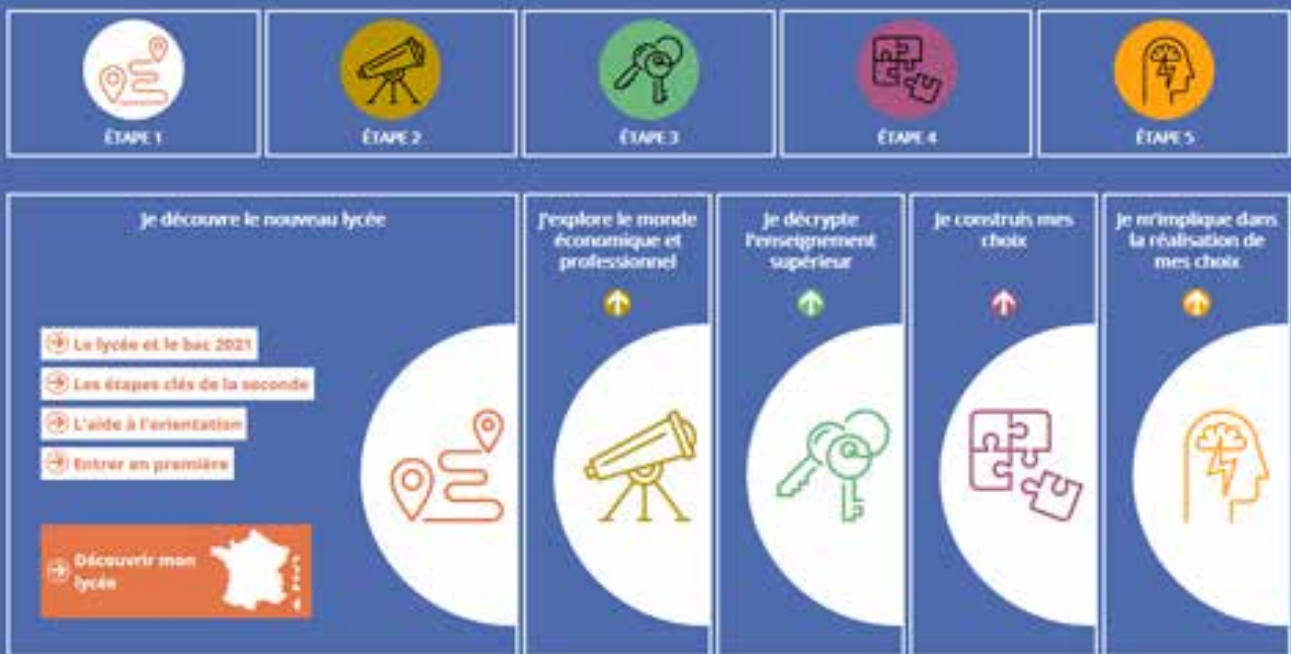 ÉTAPE 1
ÉTAPE 2
ÉTAPE 3
ÉTAPE 4
ÉTAPE 5
Je découvre le nouveau lycée
Le lycée et le bac 2021
Les étapes clés de la seconde
L'aide à l'orientation
Entrer en première
Découvrir mon
lycée
J'explore le monde
économique et
professionnel
Je décrypte
l'enseignement
supérieur
Je construis mes
choix
Je m'implique dans
la réalisation de
mes choix